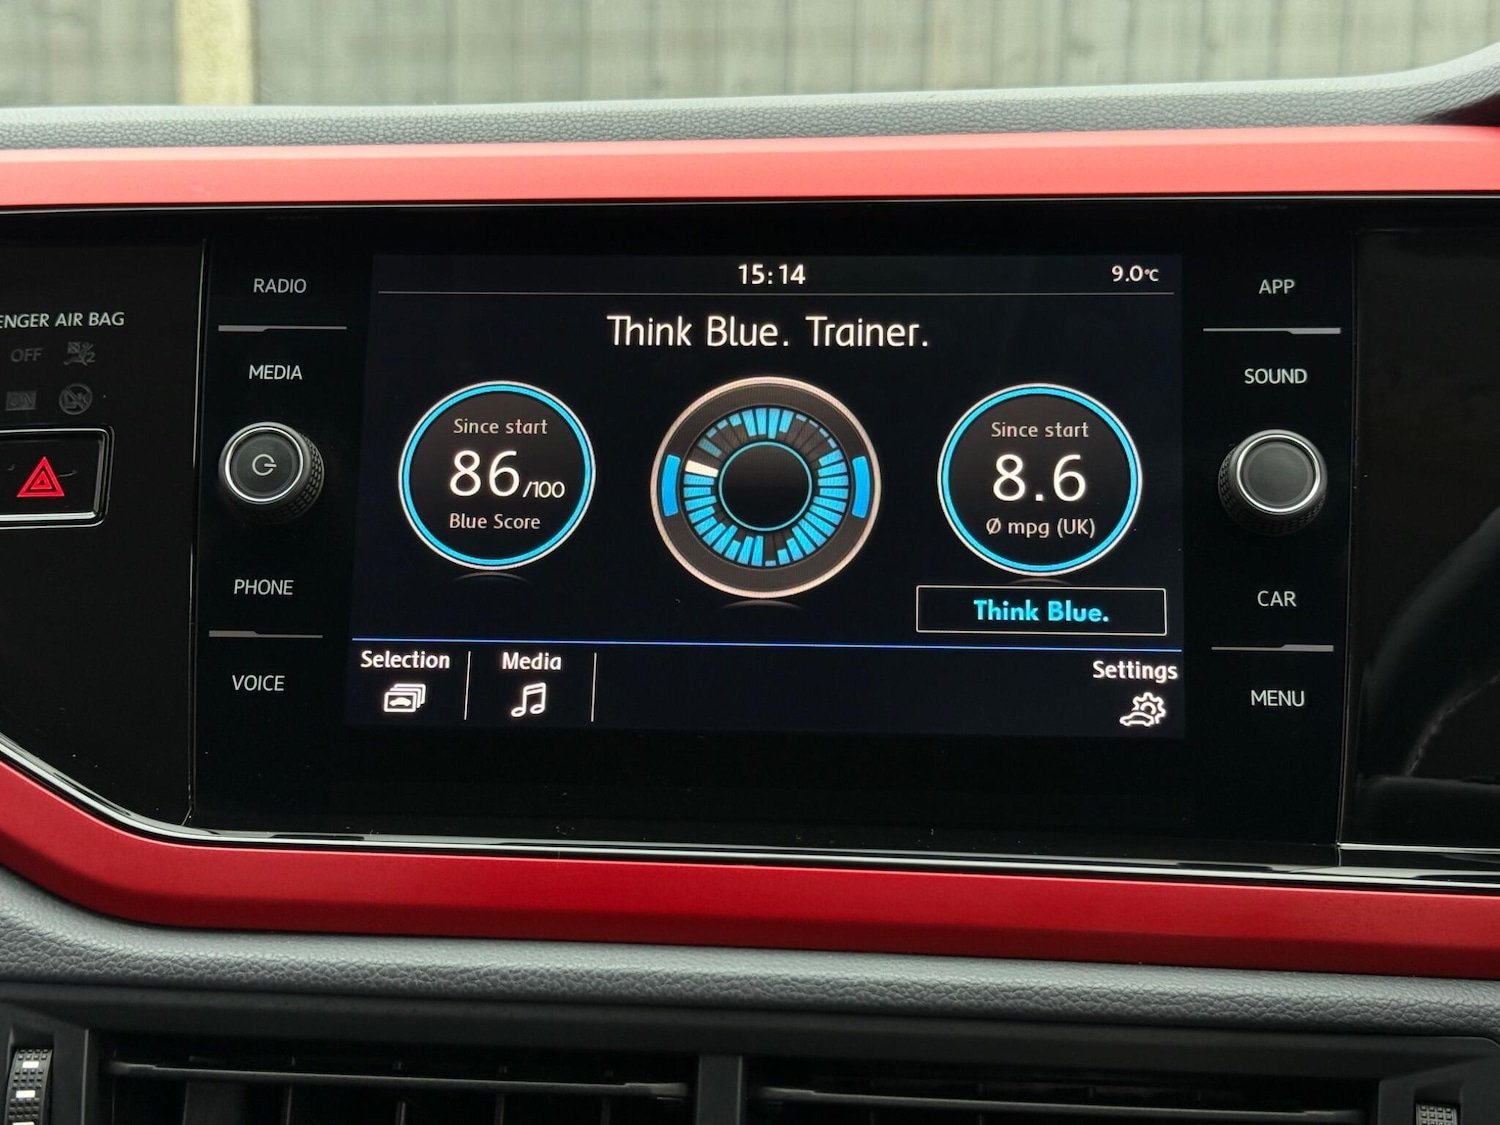 ENGER AIR BAG
OFF
ON
RADIO
MEDIA
PHONE
VOICE
15:14
9.0°C
Think Blue. Trainer.
Since start
86/100
Blue Score
Since start
8.6
Ø mpg (UK)
Think Blue.
Selection
Media
Settings
APP
SOUND
CAR
MENU